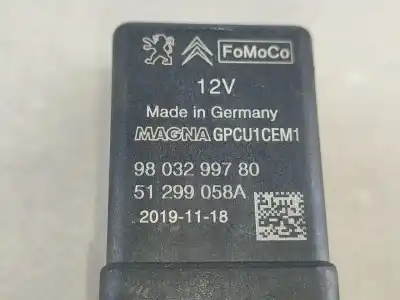 FoMoCo
12V
Made in Germany
MAGNA GPCU1CEM1
98 032 997 80
51 299 058A
2019-11-18